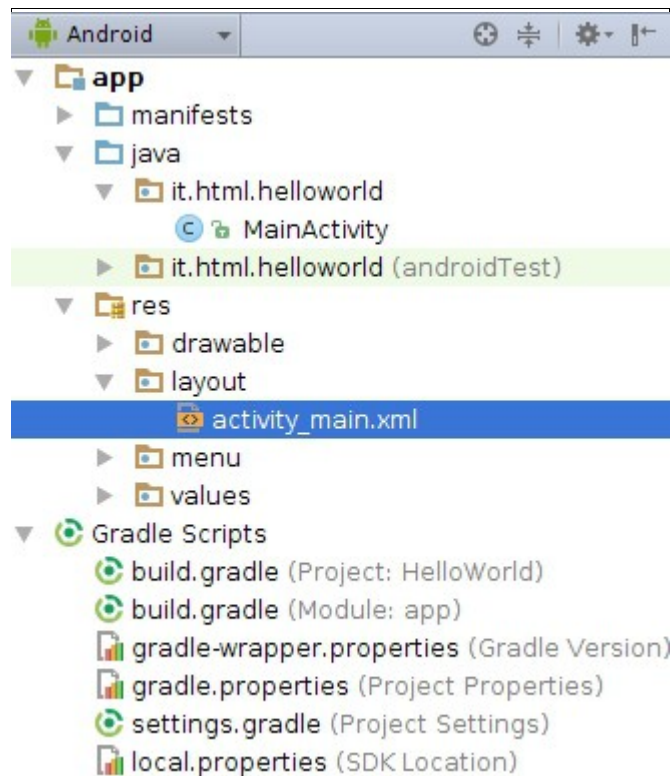 Android
app
manifests
java
it.html.helloworld
C MainActivity
it.html.helloworld (androidTest)
res
drawable
layout
activity_main.xml
menu
values
Gradle Scripts
build.gradle (Project: HelloWorld)
build.gradle (Module: app)
gradle-wrapper.properties (Gradle Version)
gradle.properties (Project Properties)
settings.gradle (Project Settings)
local.properties (SDK Location)